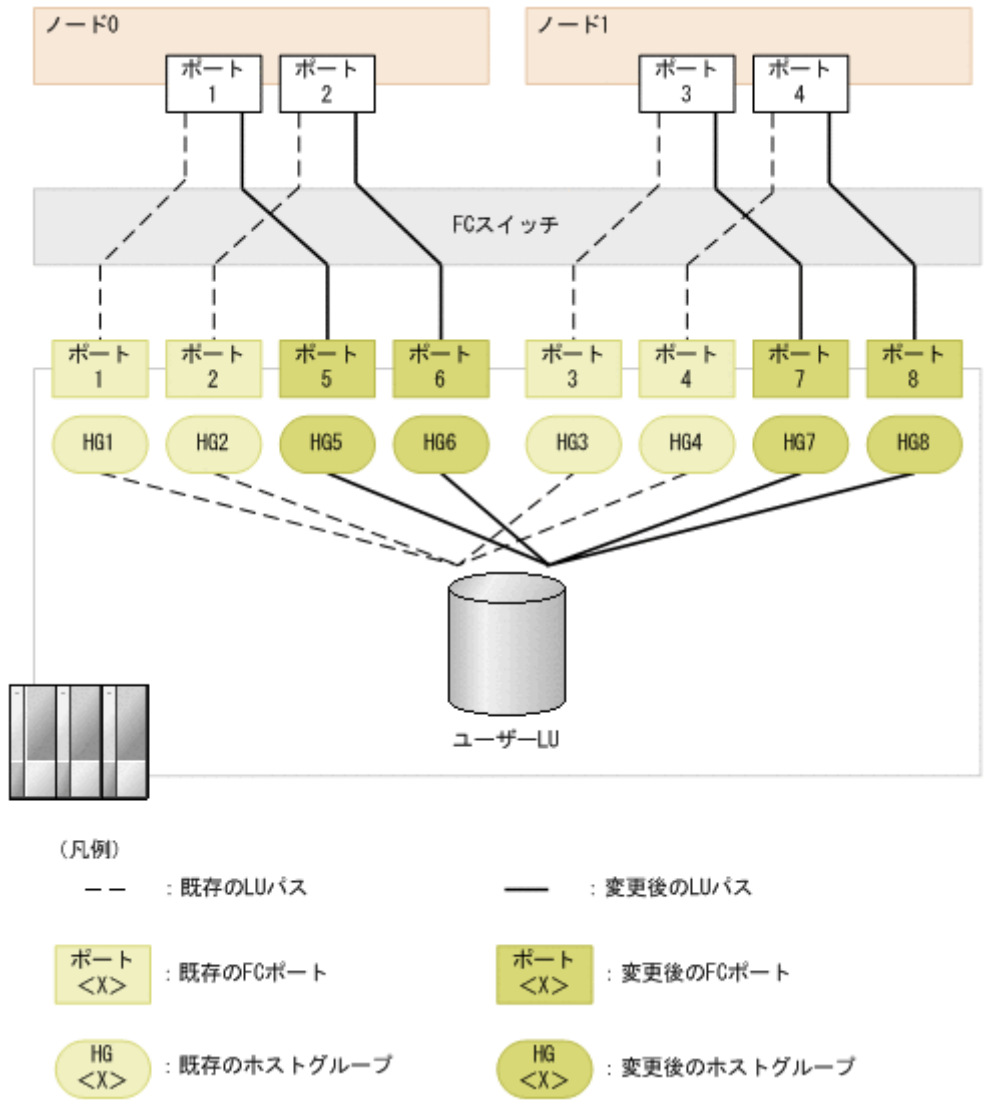 ノード0
ノード1
ポート
1
ポート
2
ポート
3
ポート
4
FCスイッチ
ポート
1
ポート
2
ポート
5
ポート
6
ポート
3
ポート
4
ポート
7
ポート
8
HG1
HG2
HG5
HG6
HG3
HG4
HG7
HG8
ユーザーLU
(凡例)
：既存のLUパス
：変更後のLUパス
ポート
<X>
：既存のFCポート
ポート
<X>
：変更後のFCポート
HG
<X>
：既存のホストグループ
HG
<X>
：変更後のホストグループ